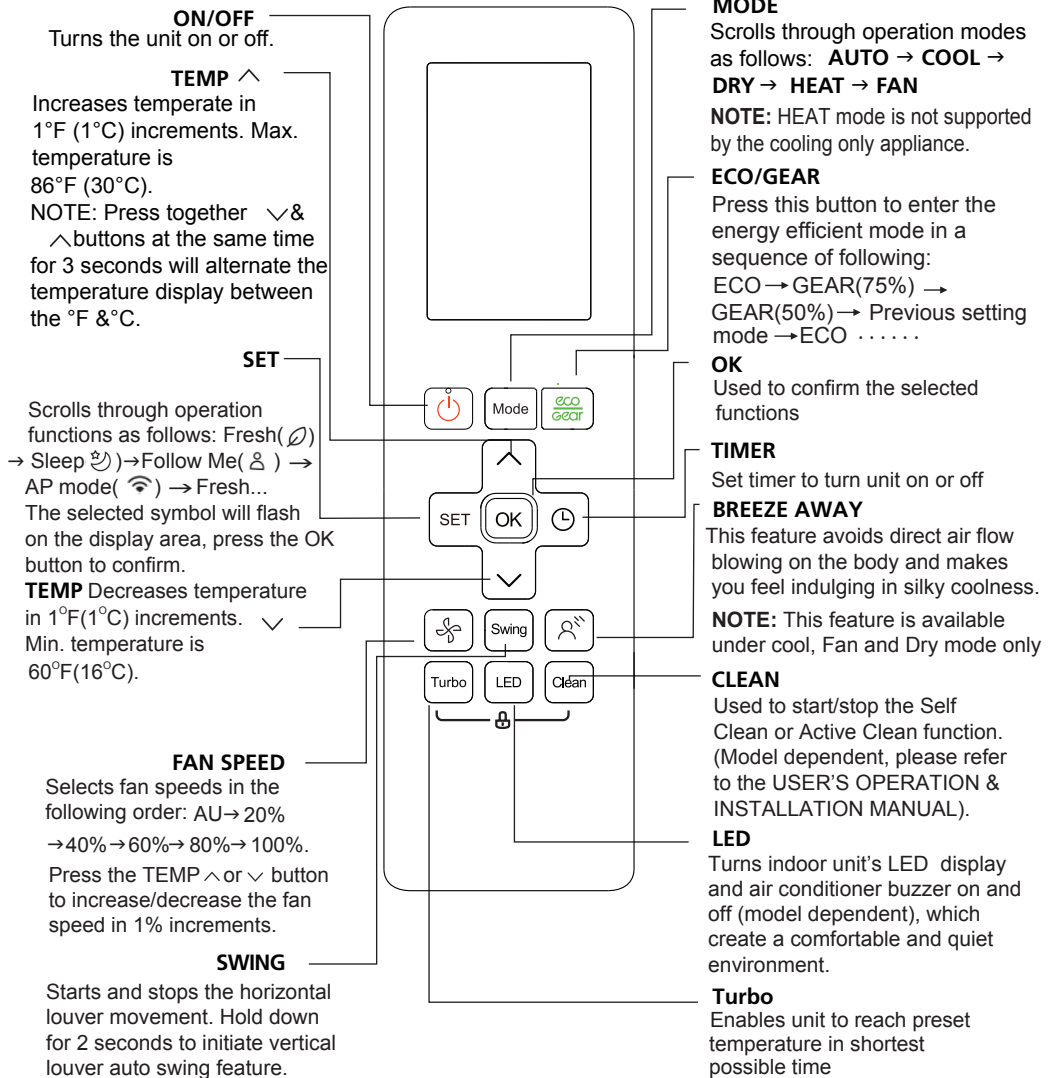 ON/OFF
Turns the unit on or off.
TEMP ︿
Increases temperate in
1°F (1°C) increments. Max.
temperature is
86°F (30°C).
NOTE: Press together ﹀&
︿buttons at the same time
for 3 seconds will alternate the
temperature display between
the °F &°C.
SET
Scrolls through operation
functions as follows: Fresh( )
→ Sleep )→Follow Me( ) →
AP mode( ) → Fresh...
The selected symbol will flash
on the display area, press the OK
button to confirm.
TEMP Decreases temperature
in 1°F(1°C) increments. ﹀
Min. temperature is
60°F(16°C).
FAN SPEED
Selects fan speeds in the
following order: AU→ 20%
→40%→60%→ 80%→ 100%.
Press the TEMP ︿or ﹀ button
to increase/decrease the fan
speed in 1% increments.
SWING
Starts and stops the horizontal
louver movement. Hold down
for 2 seconds to initiate vertical
louver auto swing feature.
Mode
eco
gear
SET
OK
Swing
Turbo
LED
Clean
MODE
Scrolls through operation modes
as follows: AUTO → COOL →
DRY → HEAT → FAN
NOTE: HEAT mode is not supported
by the cooling only appliance.
ECO/GEAR
Press this button to enter the
energy efficient mode in a
sequence of following:
ECO→ GEAR(75%) →
GEAR(50%)→ Previous setting
mode →ECO ······
OK
Used to confirm the selected
functions
TIMER
Set timer to turn unit on or off
BREEZE AWAY
This feature avoids direct air flow
blowing on the body and makes
you feel indulging in silky coolness.
NOTE: This feature is available
under cool, Fan and Dry mode only
CLEAN
Used to start/stop the Self
Clean or Active Clean function.
(Model dependent, please refer
to the USER'S OPERATION &
INSTALLATION MANUAL).
LED
Turns indoor unit's LED display
and air conditioner buzzer on and
off (model dependent), which
create a comfortable and quiet
environment.
Turbo
Enables unit to reach preset
temperature in shortest
possible time